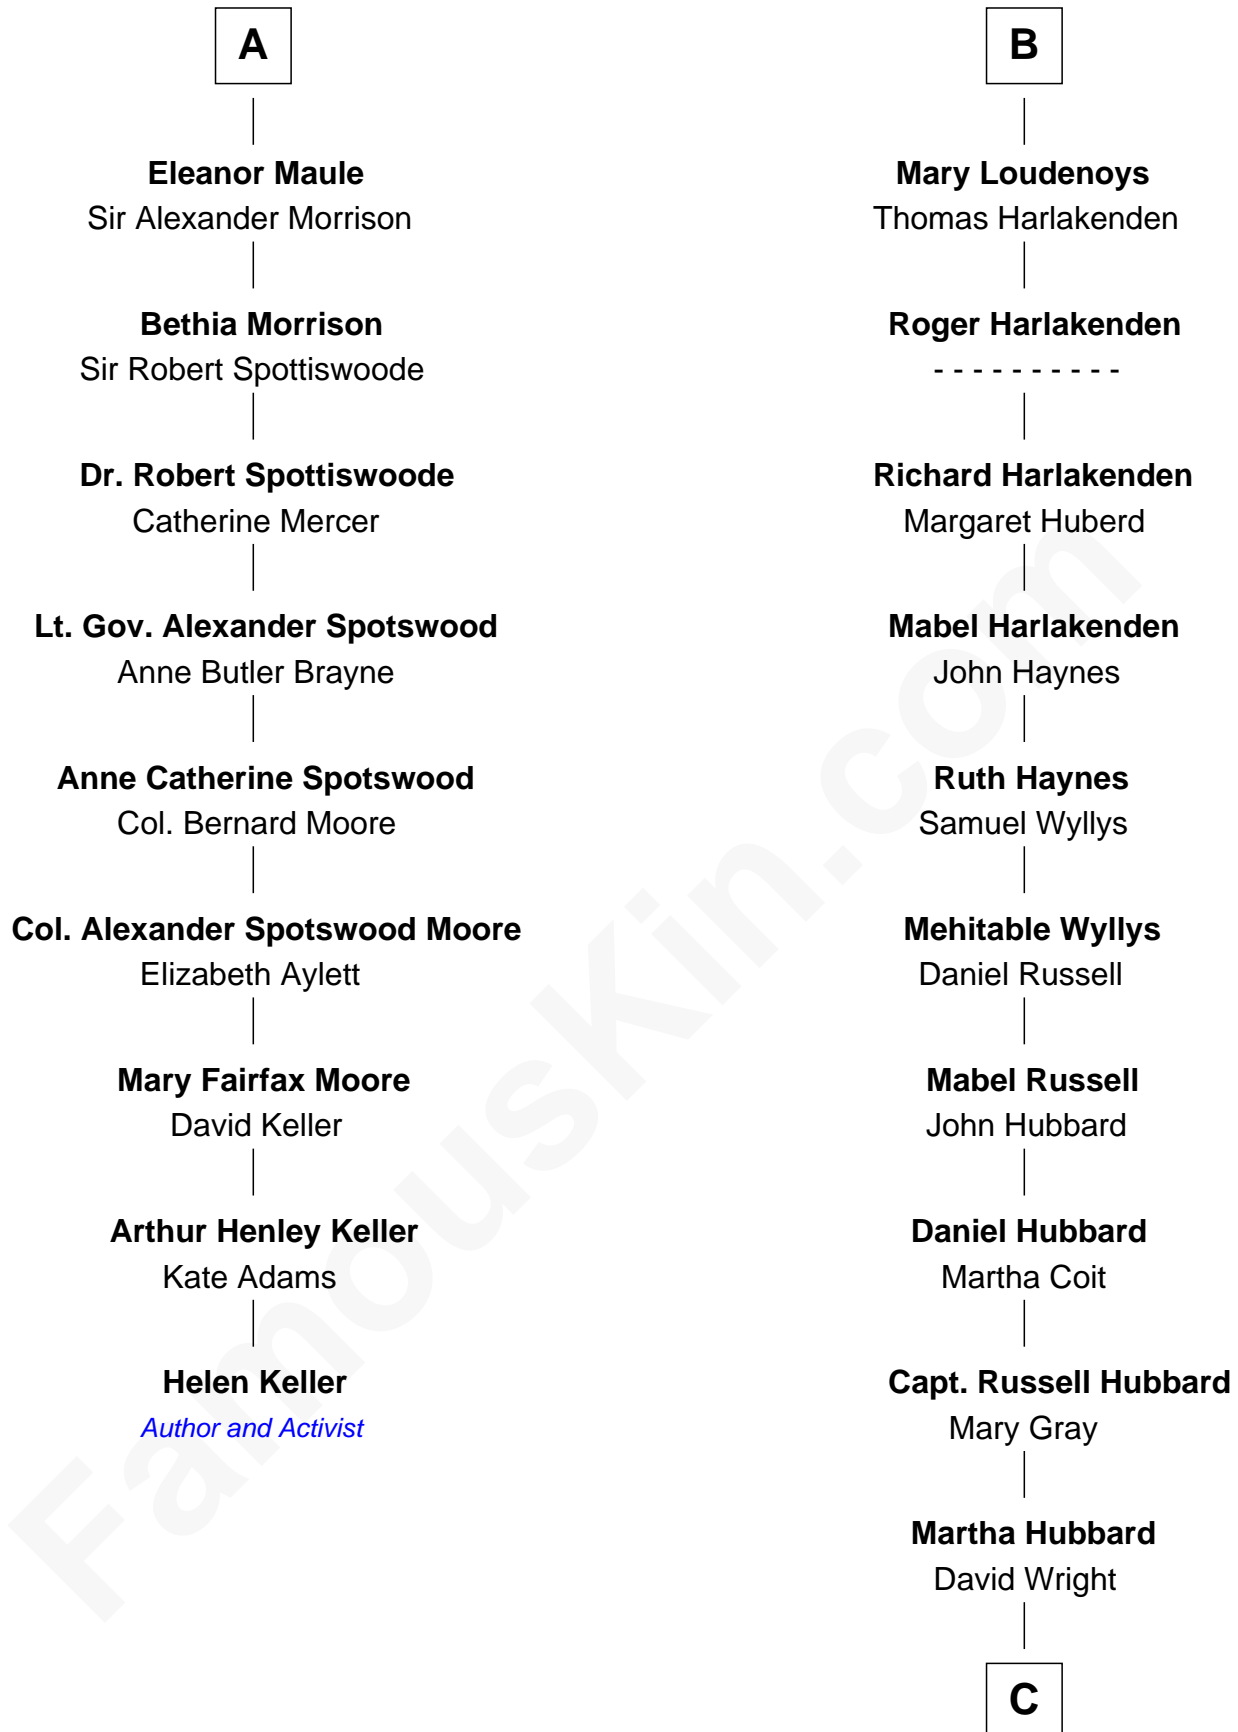 A
Eleanor Maule
Sir Alexander Morrison
Bethia Morrison
Sir Robert Spottiswoode
Dr. Robert Spottiswoode
Catherine Mercer
Lt. Gov. Alexander Spotswood
Anne Butler Brayne
Anne Catherine Spotswood
Col. Bernard Moore
Col. Alexander Spotswood Moore
Elizabeth Aylett
Mary Fairfax Moore
David Keller
Arthur Henley Keller
Kate Adams
Helen Keller
Author and Activist
B
Mary Loudenoys
Thomas Harlakenden
Roger Harlakenden
- - - - - - - - - -
Richard Harlakenden
Margaret Huberd
Mabel Harlakenden
John Haynes
Ruth Haynes
Samuel Wyllys
Mehitable Wyllys
Daniel Russell
Mabel Russell
John Hubbard
Daniel Hubbard
Martha Coit
Capt. Russell Hubbard
Mary Gray
Martha Hubbard
David Wright
C
FamousKin.com